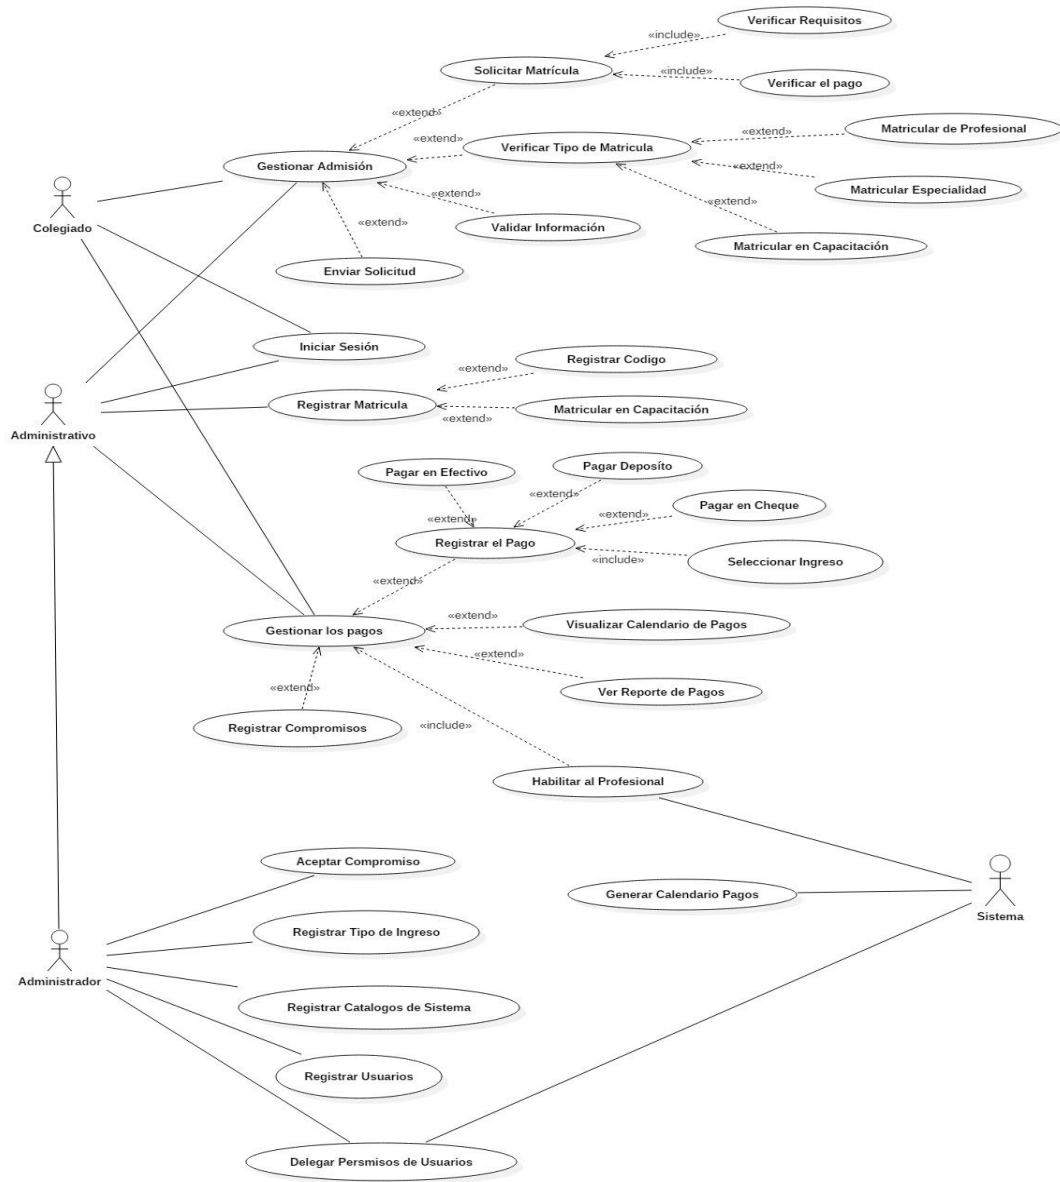 Verificar Requisitos
«include»
Solicitar Matrícula
«include»
Verificar el pago
«extend»
«extend»
Verificar Tipo de Matricula
«extend»
Matricular de Profesional
Gestionar Admisión
«extend»
Matricular Especialidad
«extend»
«extend»
Colegiado
«extend»
Validar Información
Matricular en Capacitación
Enviar Solicitud
Iniciar Sesión
Registrar Codigo
«extend»
Registrar Matricula
Matricular en Capacitación
«extend»
Administrativo
Pagar en Efectivo
Pagar Deposíto
«extend»
Pagar en Cheque
«extend»
«extend»
Registrar el Pago
«include»
Seleccionar Ingreso
«extend»
«extend»
Visualizar Calendario de Pagos
Gestionar los pagos
«extend»
«extend»
Ver Reporte de Pagos
Registrar Compromisos
«include»
Habilitar al Profesional
Aceptar Compromiso
Generar Calendario Pagos
Sistema
Registrar Tipo de Ingreso
Administrador
Registrar Catalogos de Sistema
Registrar Usuarios
Delegar Persmisos de Usuarios